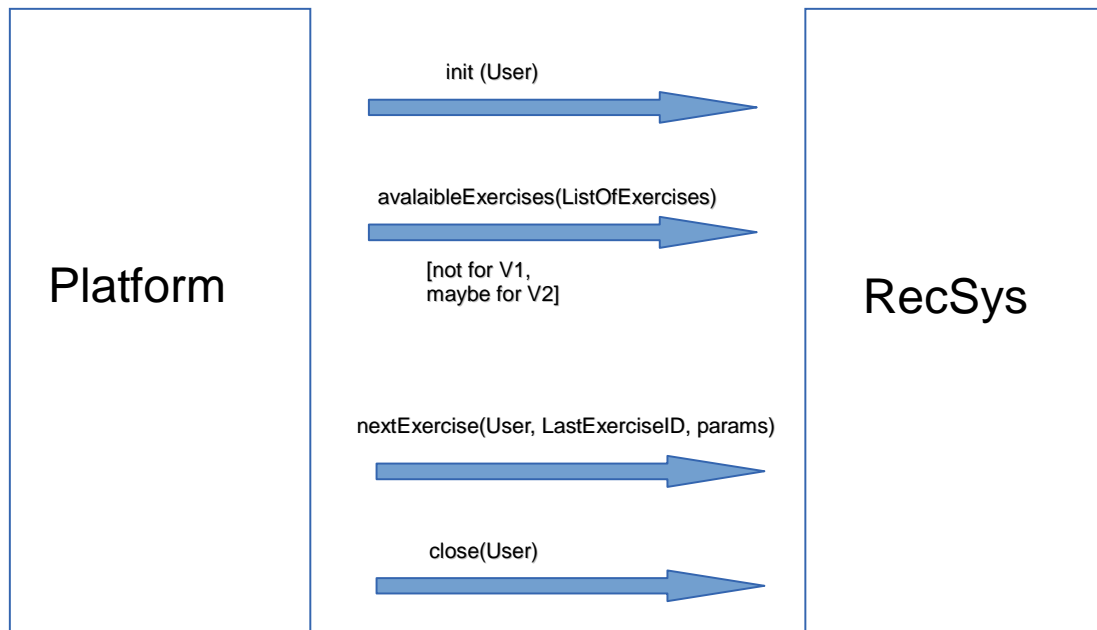 init (User)
avalaibleExercises(ListOfExercises)
[not for V1,
maybe for V2]
Platform
RecSys
nextExercise(User, LastExerciseID, params)
close(User)